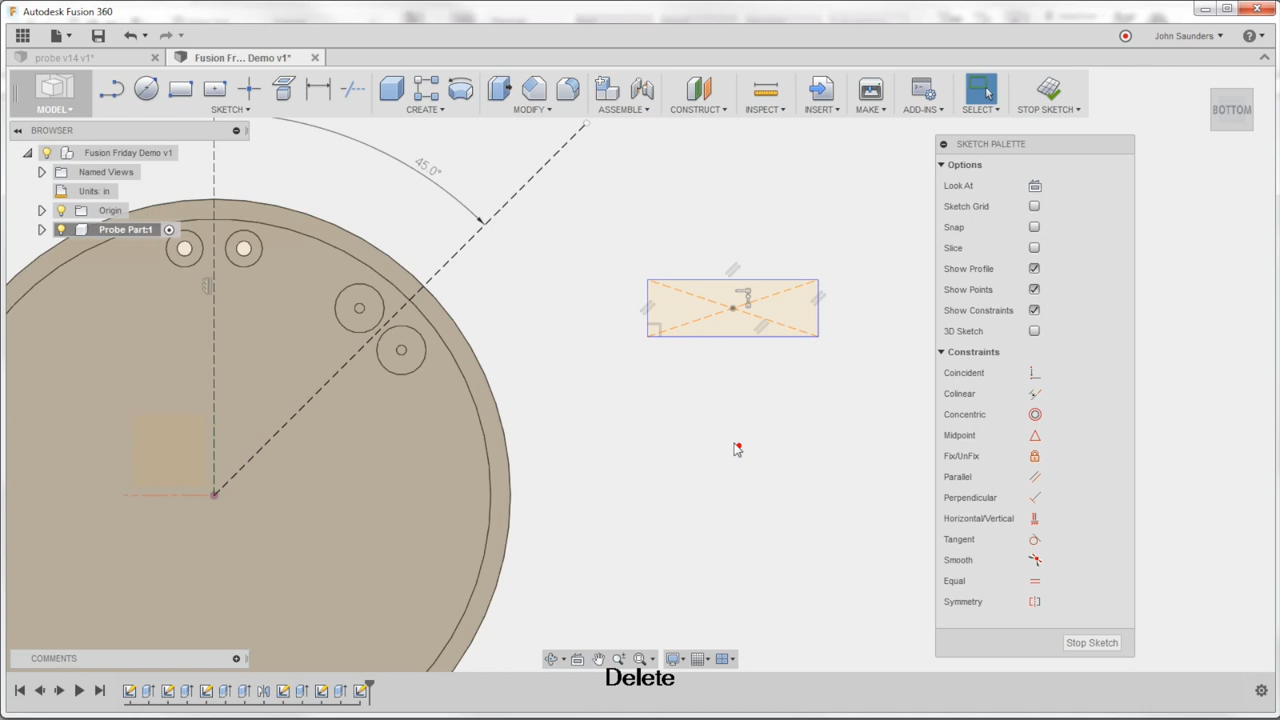 Autodesk Fusion 360
John Saunders
probe v14 v1*
Fusion Fr... Demo v1*
MODEL
SKETCH
CREATE
MODIFY
ASSEMBLE
CONSTRUCT
INSPECT
INSERT
MAKE
ADD-INS
SELECT
STOP SKETCH
BOTTOM
BROWSER
Fusion Friday Demo v1
Named Views
Units: in
Origin
Probe Part:1
45.0°
SKETCH PALETTE
Options
Look At
Sketch Grid
Snap
Slice
Show Profile
Show Points
Show Constraints
3D Sketch
Constraints
Coincident
Colinear
Concentric
Midpoint
Fix/UnFix
Parallel
Perpendicular
Horizontal/Vertical
Tangent
Smooth
Equal
Symmetry
Stop Sketch
COMMENTS
Delete